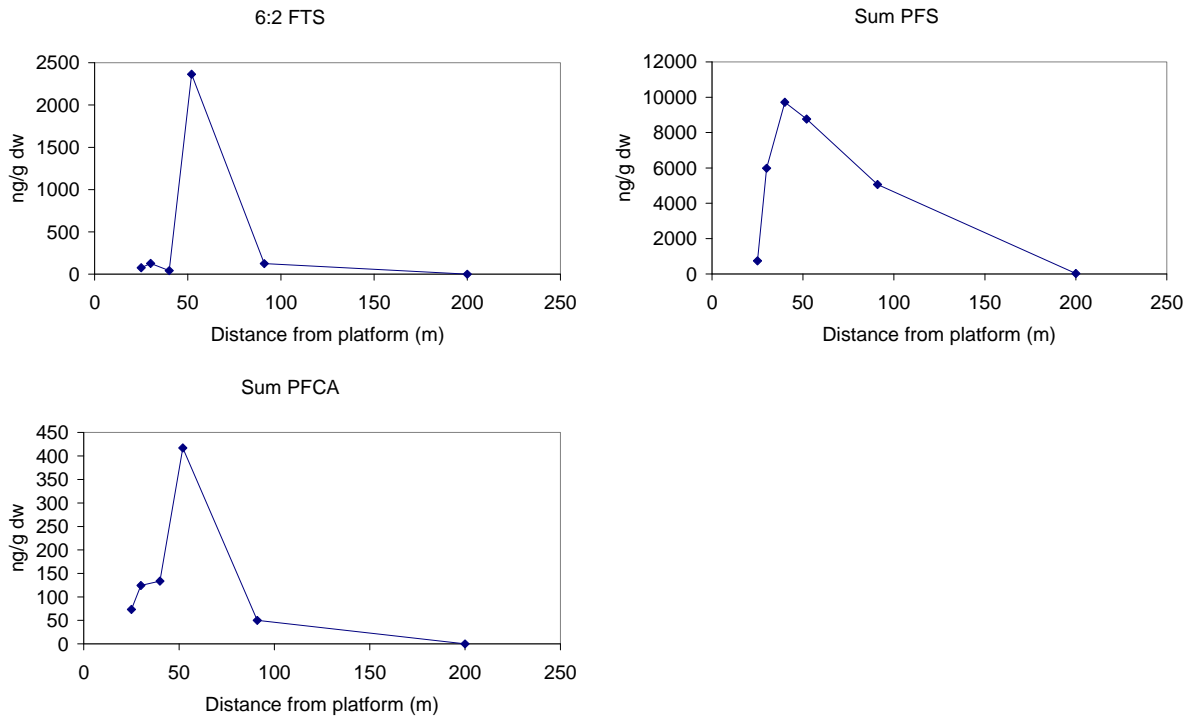 6:2 FTS
2500
2000
1500
1000
500
0
ng/g dw
0 50 100 150 200 250
Distance from platform (m)
Sum PFS
12000
10000
8000
6000
4000
2000
0
ng/g dw
0 50 100 150 200 250
Distance from platform (m)
Sum PFCA
450
400
350
300
250
200
150
100
50
0
ng/g dw
0 50 100 150 200 250
Distance from platform (m)